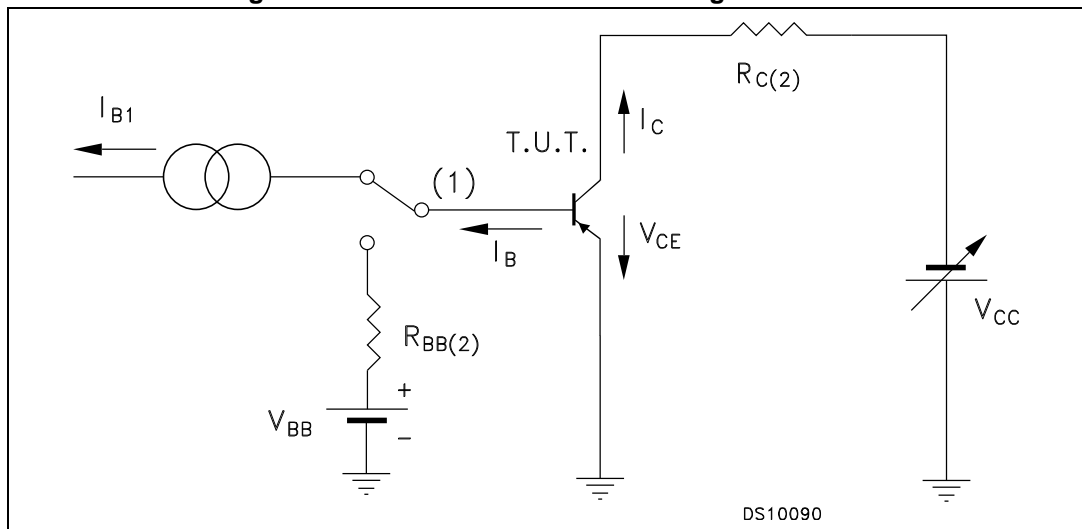 R_C(2)
I_B1
I_C
T.U.T.
(1)
V_CE
I_B
R_BB(2)
V_CC
+
V_BB
−
DS10090